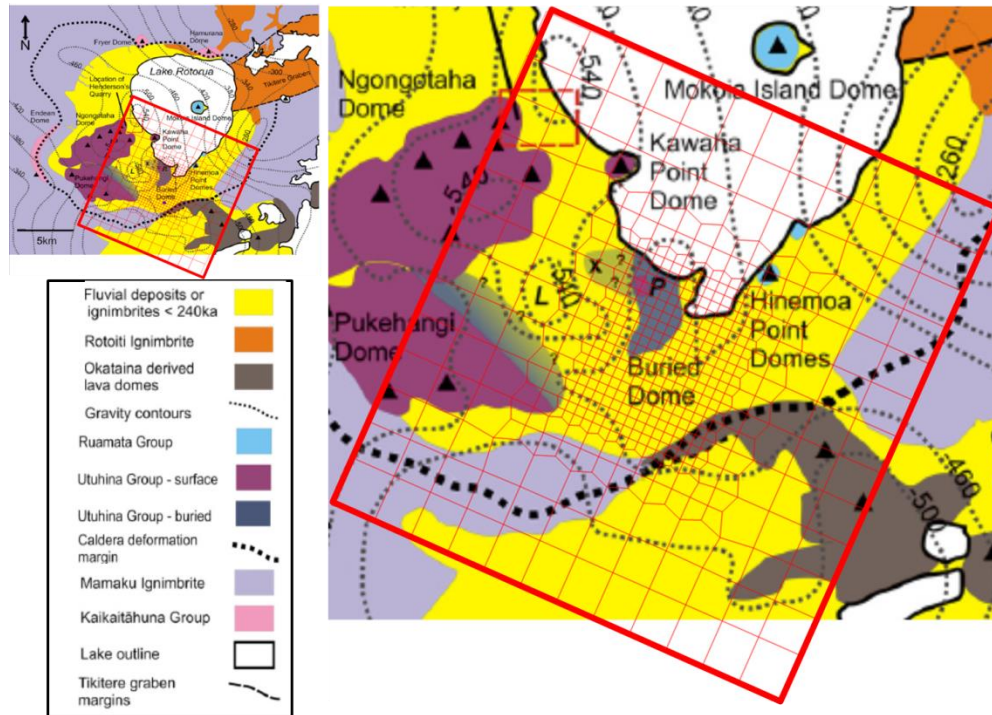 N
Fryer Dome
Hamurana
Dome
Location of
Henderson's
Quarry
Lake Rotorua
Tikitere Graben
Ngongotaha
Dome
Mokoia Island Dome
Endean Dome
Kawaha
Point
Dome
Pukehangi
Dome
Buried
Dome
Hinemoa
Point
Domes
L
5km
Fluvial deposits or
ignimbrites < 240ka
Rotoiti Ignimbrite
Okataina derived
lava domes
Gravity contours
Ruamata Group
Utuhina Group - surface
Utuhina Group - buried
Caldera deformation
margin
Mamaku Ignimbrite
Kaikaitāhuna Group
Lake outline
Tikitere graben
margins
Ngongotaha
Dome
-540
Mokoia Island Dome
Kawaha
Point
Dome
-260
-540
x
?
?
?
?
?
L
540
P
Hinemoa
Point
Domes
Pukehangi
Dome
Buried
Dome
-460
-500